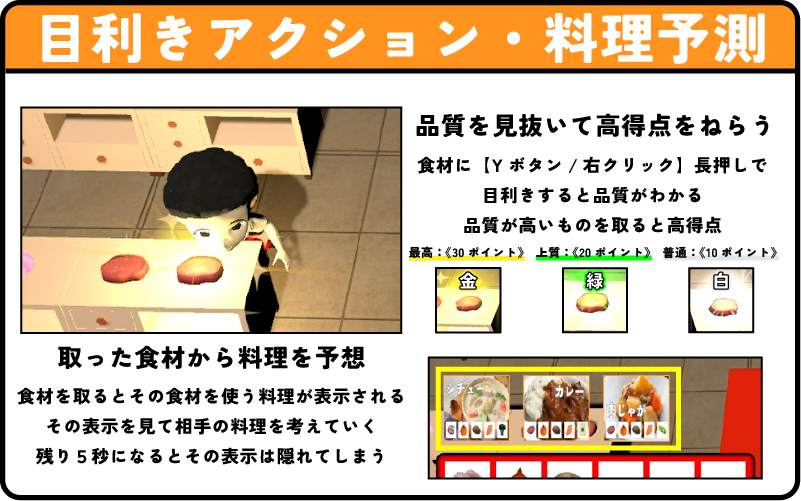 目利きアクション・料理予測
品質を見抜いて高得点をねらう
食材に【Yボタン/右クリック】長押しで
目利きすると品質がわかる
品質が高いものを取ると高得点
最高:《30ポイント》 上質:《20ポイント》 普通:《10ポイント》
金 緑 白
取った食材から料理を予想
食材を取るとその食材を使う料理が表示される
その表示を見て相手の料理を考えていく
残り5秒になるとその表示は隠れてしまう
シチュー カレー 肉じゃが